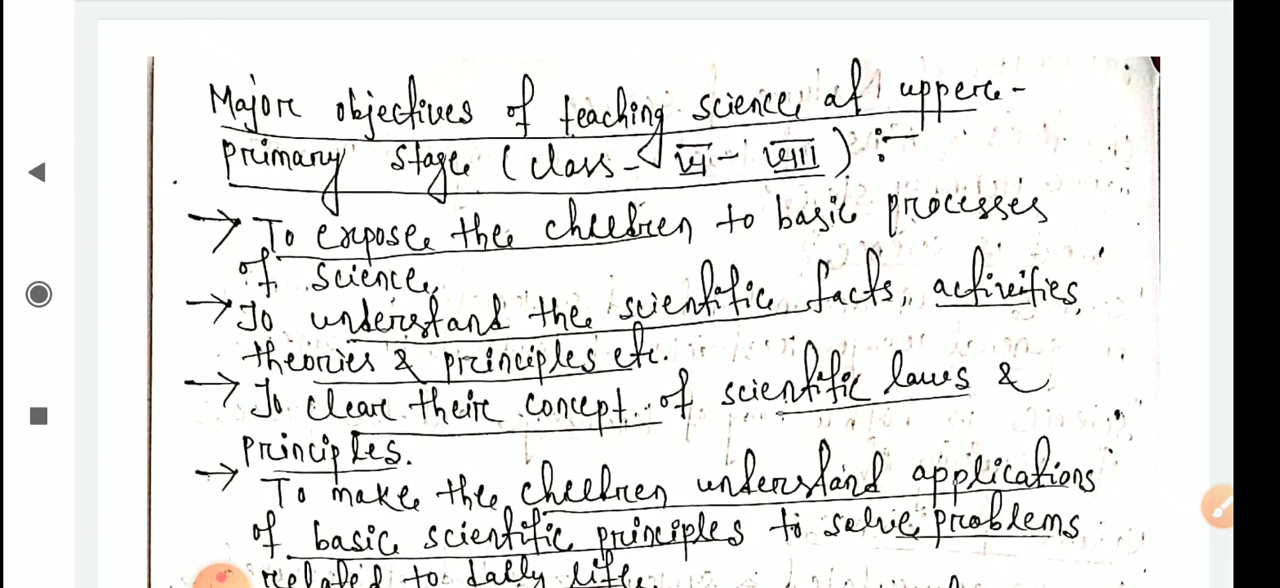 Major objectives of teaching science at upper-
primary stage (class - VI - VIII) :-
→ To expose the children to basic processes
of science.
→ To understand the scientific facts, activities,
theories & principles etc.
→ To clear their concept of scientific laws &
principles.
→ To make the children understand applications
of basic scientific principles to solve problems
related to daily life.